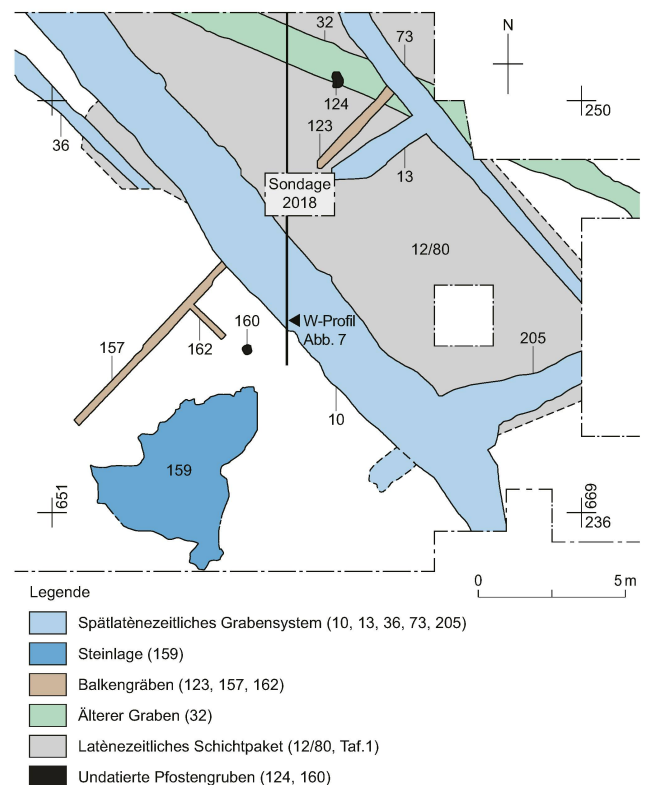 32
73
N
124
250
123
36
13
Sondage
2018
12/80
W-Profil
Abb. 7
160
205
162
157
10
159
651
669
236
0
5 m
Legende
Spätlatènezeitliches Grabensystem (10, 13, 36, 73, 205)
Steinlage (159)
Balkengräben (123, 157, 162)
Älterer Graben (32)
Latènezeitliches Schichtpaket (12/80, Taf.1)
Undatierte Pfostengruben (124, 160)